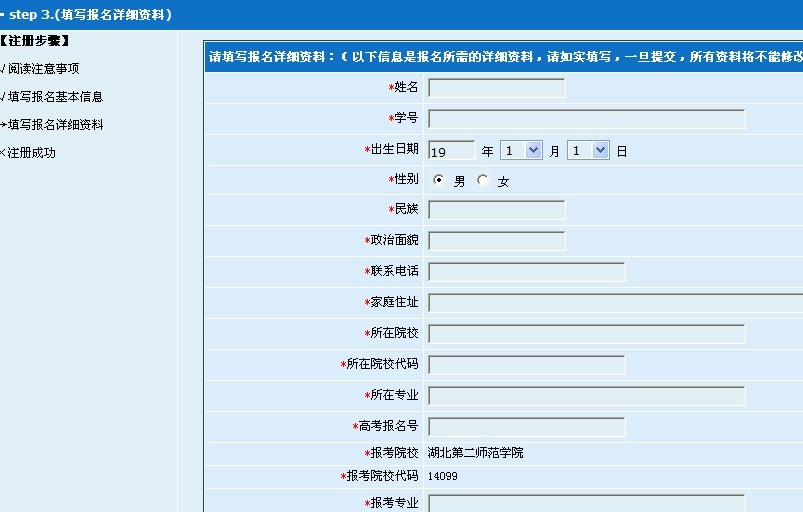 step 3.(填写报名详细资料)
【注册步骤】
√阅读注意事项
√填写报名基本信息
→填写报名详细资料
×注册成功
请填写报名详细资料：（以下信息是报名所需的详细资料，请如实填写，一旦提交，所有资料将不能修改
*姓名
*学号
*出生日期 19 年 1 月 1 日
*性别 男 女
*民族
*政治面貌
*联系电话
*家庭住址
*所在院校
*所在院校代码
*所在专业
*高考报名号
*报考院校 湖北第二师范学院
*报考院校代码 14099
*报考专业